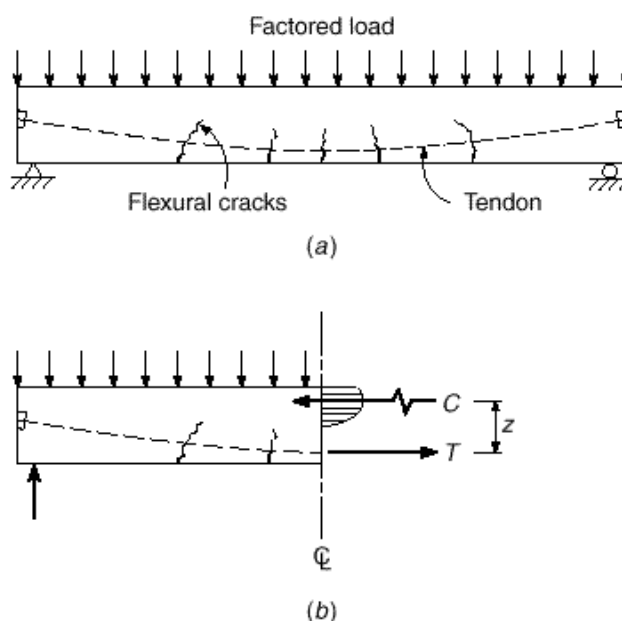 Factored load
Flexural cracks
Tendon
(a)
C
z
T
℄
(b)